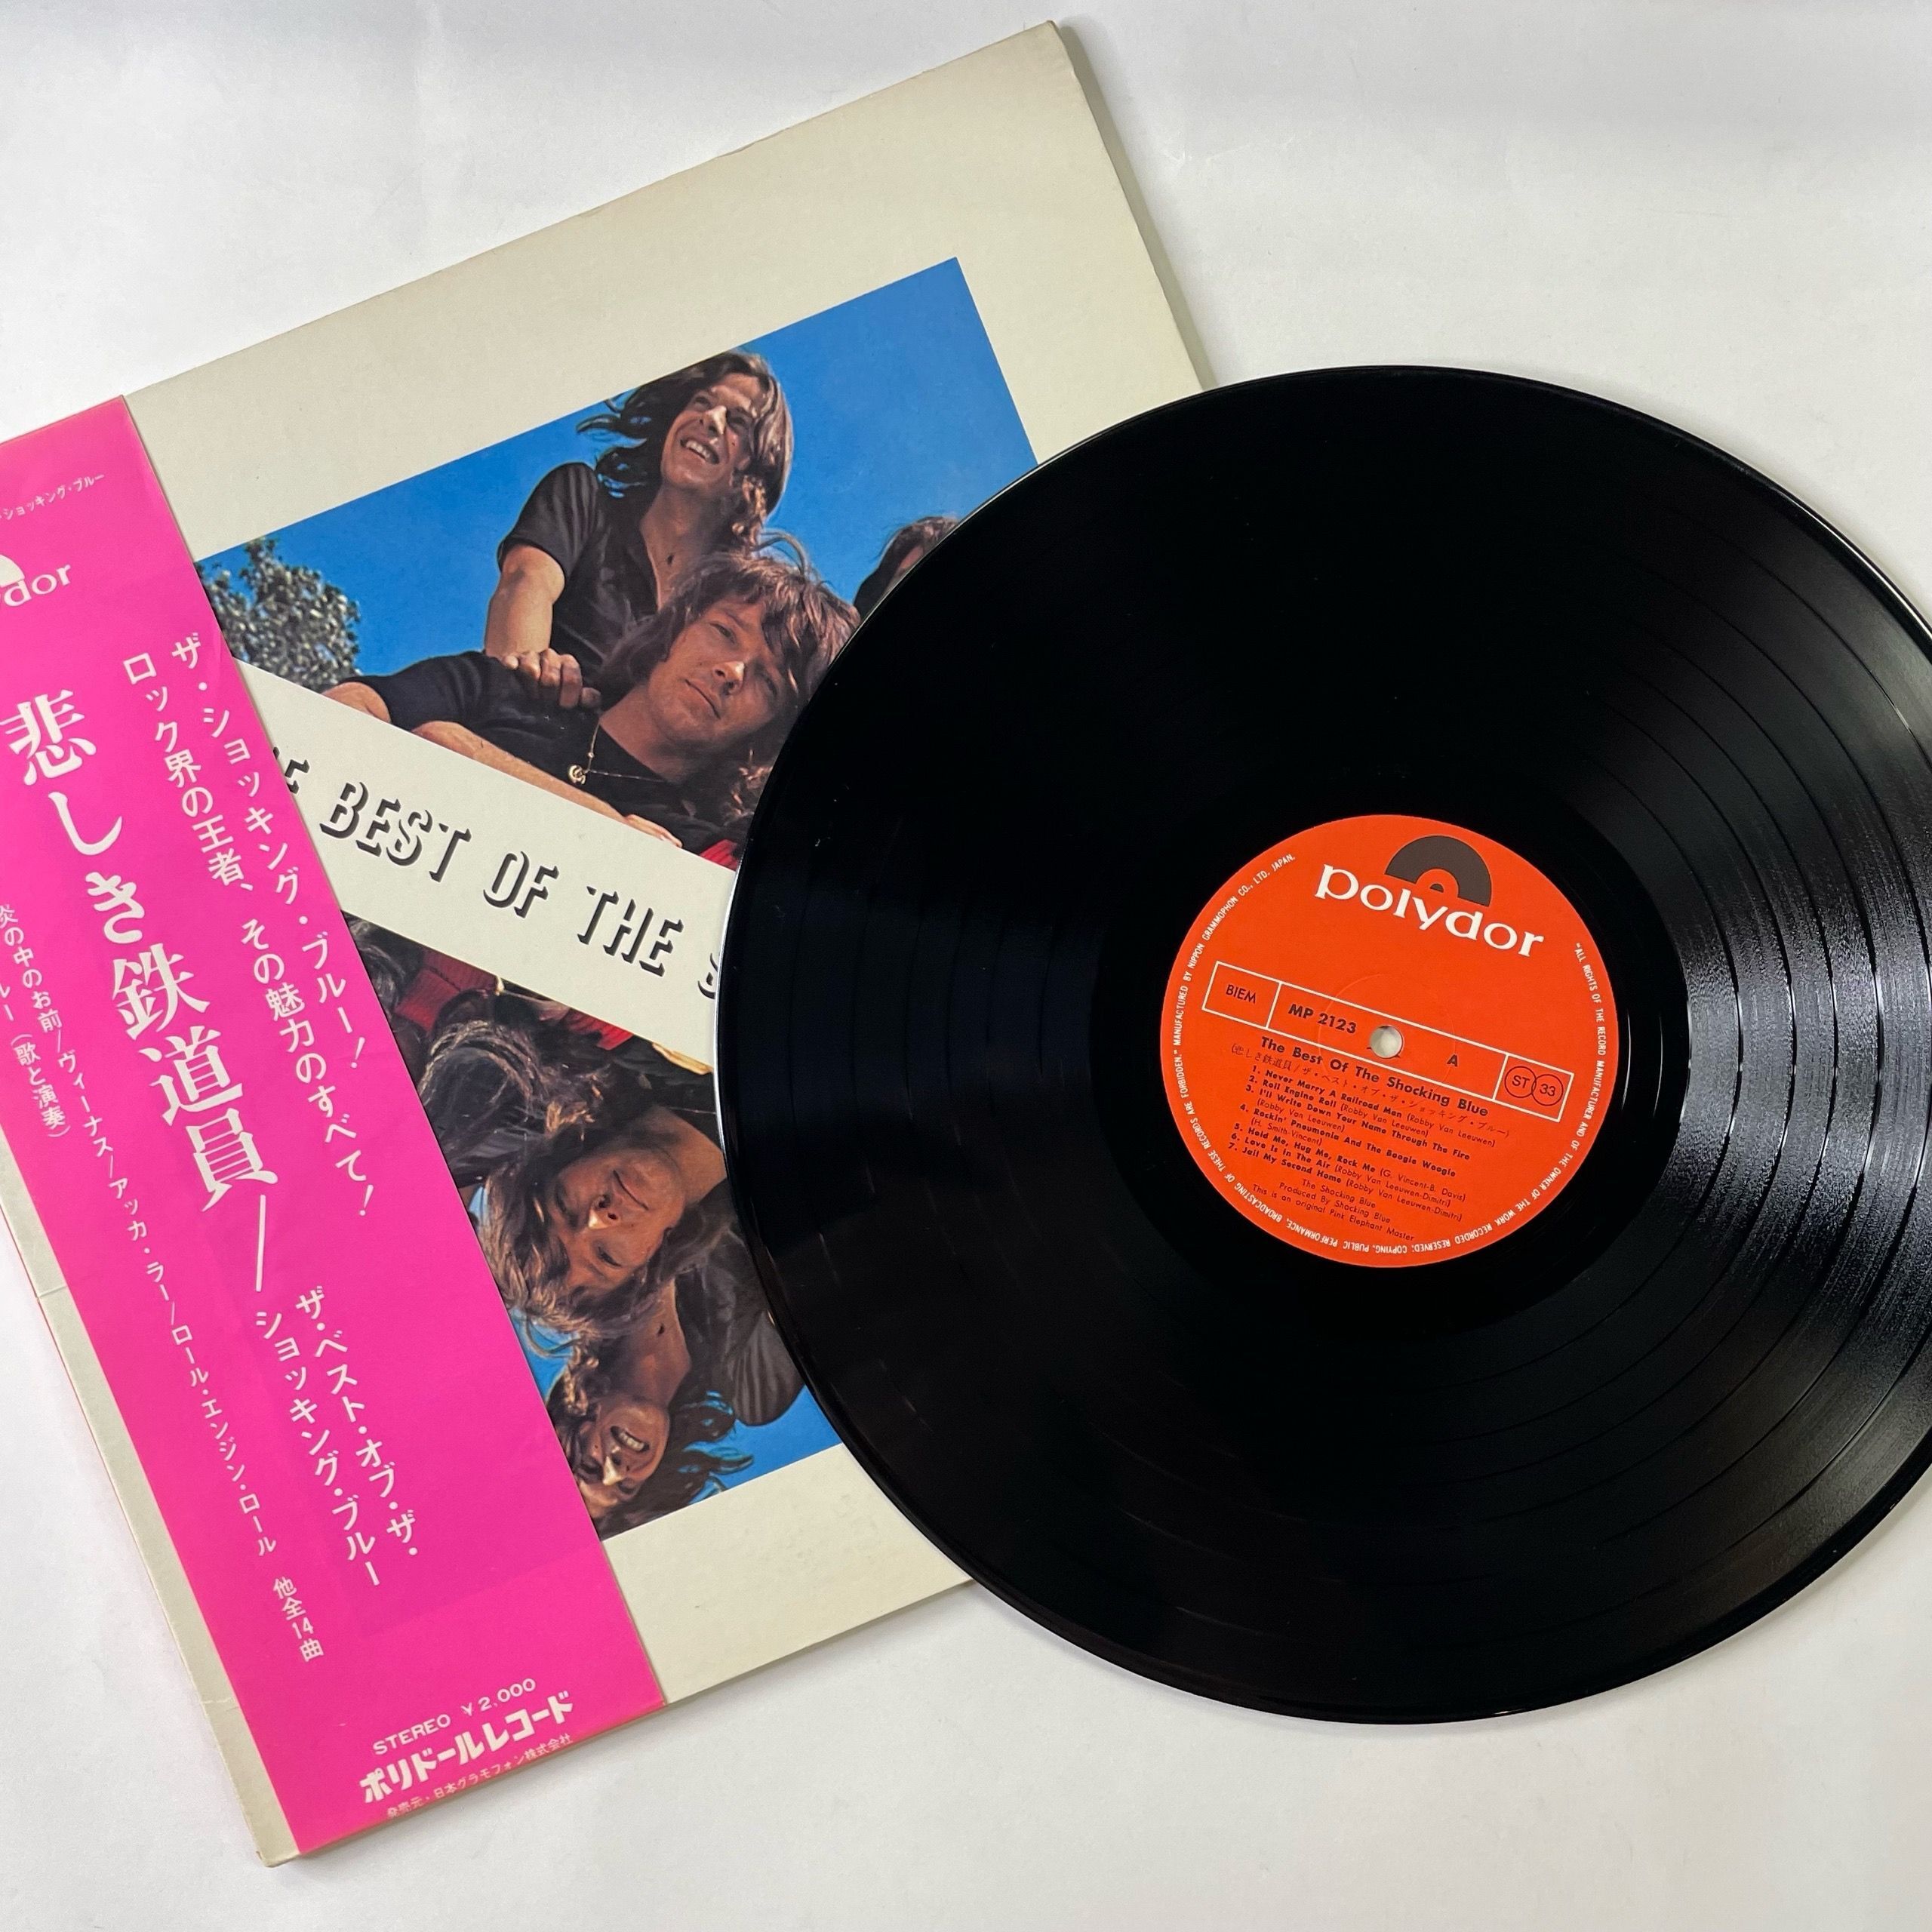 ショッキング・ブルー
dor
ザ・ショッキング・ブルー!
ロック界の王者、その魅力のすべて!
悲しき鉄道員/
ザ・ベスト・オブ・ザ・
ショッキング・ブルー
炎の中のお前/ヴィーナス/アッカ・ラー/ロール・エンジン・ロール 他全14曲
ルー(歌と演奏)
STEREO ¥2,000
ポリドールレコード
発売元・日本グラモフォン株式会社
BEST OF THE
polydor
BIEM
MP 2123
A
ST 33
The Best Of The Shocking Blue
(悲しき鉄道員/ザ・ベスト・オブ・ザ・ショッキング・ブルー)
1. Never Marry A Railroad Man (Robby Van Leeuwen)
2. Roll Engine Roll (Robby Van Leeuwen)
3. I'll Write Down Your Name Through The Fire
(Robby Van Leeuwen)
4. Rockin' Pneumonia And The Boogie Woogie
(H. Smith-Vincent)
5. Hold Me, Hug Me, Rock Me (G. Vincent-B. Davis)
6. Love Is In The Air (Robby Van Leeuwen-Dimitri)
7. Jail My Second Home (Robby Van Leeuwen-Dimitri)
The Shocking Blue
Produced By Shocking Blue
This is an original Pink Elephant Master
"ALL RIGHTS OF THE RECORD MANUFACTURER AND OF THE OWNER OF THE WORK RECORDED RESERVED; COPYING, PUBLIC PERFORMANCE, BROADCASTING OF THESE RECORDS ARE FORBIDDEN." MANUFACTURED BY NIPPON GRAMMOPHON CO., LTD. JAPAN.